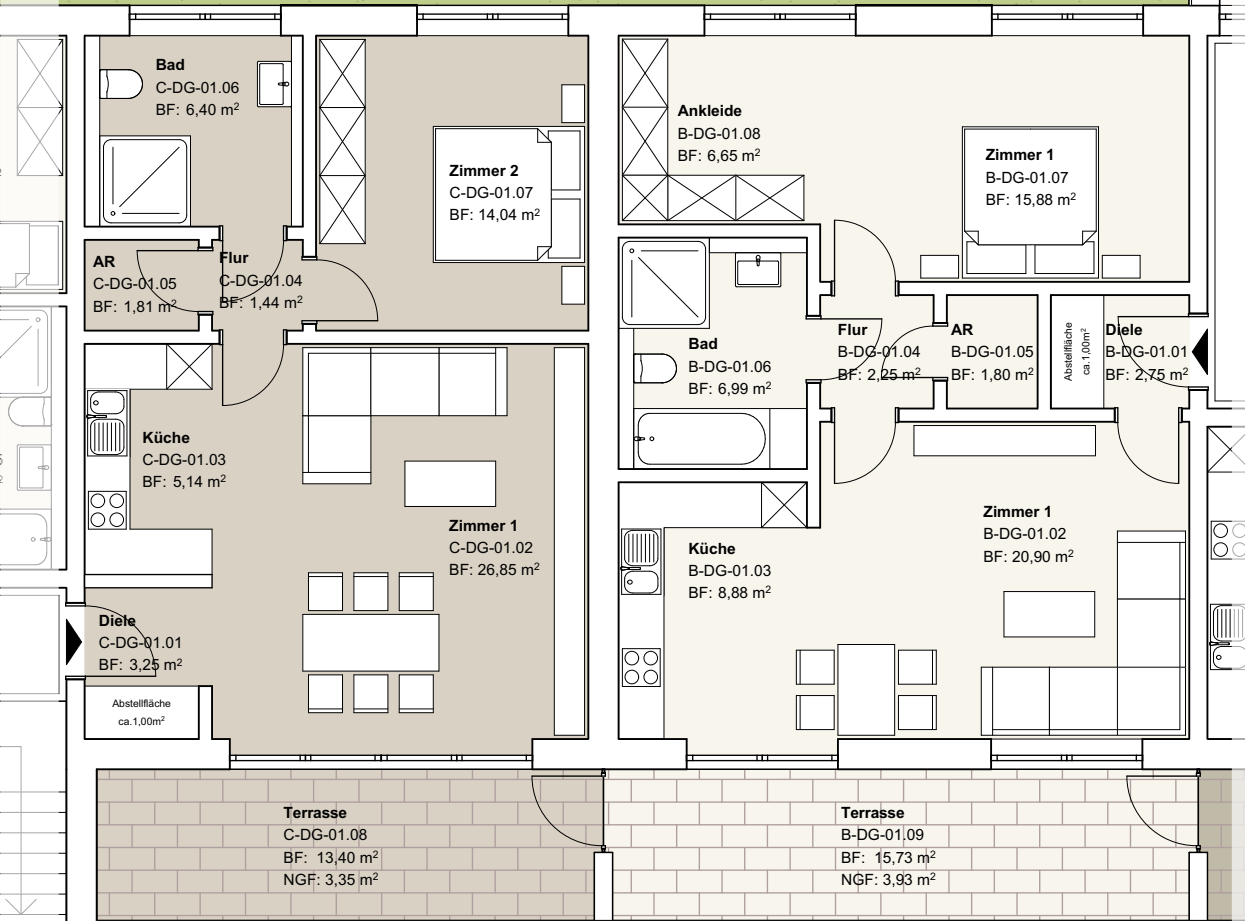 Bad
C-DG-01.06
BF: 6,40 m²
Zimmer 2
C-DG-01.07
BF: 14,04 m²
AR
C-DG-01.05
BF: 1,81 m²
Flur
C-DG-01.04
BF: 1,44 m²
Küche
C-DG-01.03
BF: 5,14 m²
Zimmer 1
C-DG-01.02
BF: 26,85 m²
Diele
C-DG-01.01
BF: 3,25 m²
Abstellfläche
ca.1,00m²
Terrasse
C-DG-01.08
BF: 13,40 m²
NGF: 3,35 m²
Ankleide
B-DG-01.08
BF: 6,65 m²
Zimmer 1
B-DG-01.07
BF: 15,88 m²
Bad
B-DG-01.06
BF: 6,99 m²
Flur
B-DG-01.04
BF: 2,25 m²
AR
B-DG-01.05
BF: 1,80 m²
Abstellfläche
ca.1,00m²
Diele
B-DG-01.01
BF: 2,75 m²
Küche
B-DG-01.03
BF: 8,88 m²
Zimmer 1
B-DG-01.02
BF: 20,90 m²
Terrasse
B-DG-01.09
BF: 15,73 m²
NGF: 3,93 m²